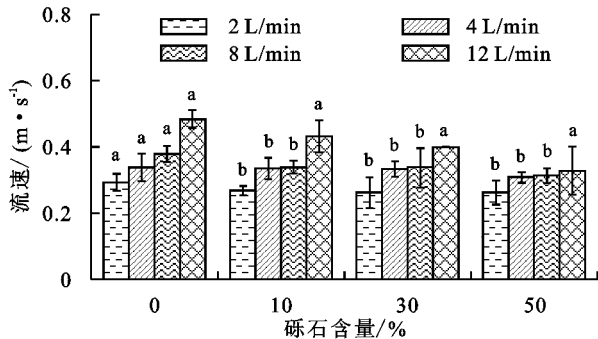 2 L/min 4 L/min
8 L/min 12 L/min
0.8
0.6
0.4
0.2
0
流速/(m·s⁻¹)
a a a a
b b b a
b b b a
b b b a
0 10 30 50
砾石含量/%